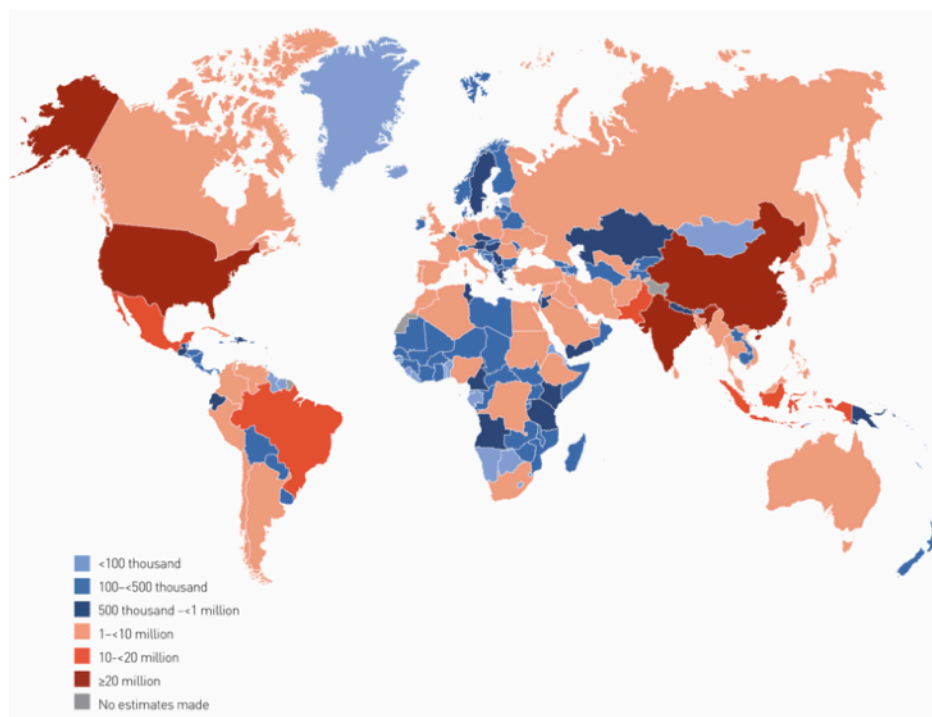 <100 thousand
100–<500 thousand
500 thousand –<1 million
1–<10 million
10-<20 million
≥20 million
No estimates made